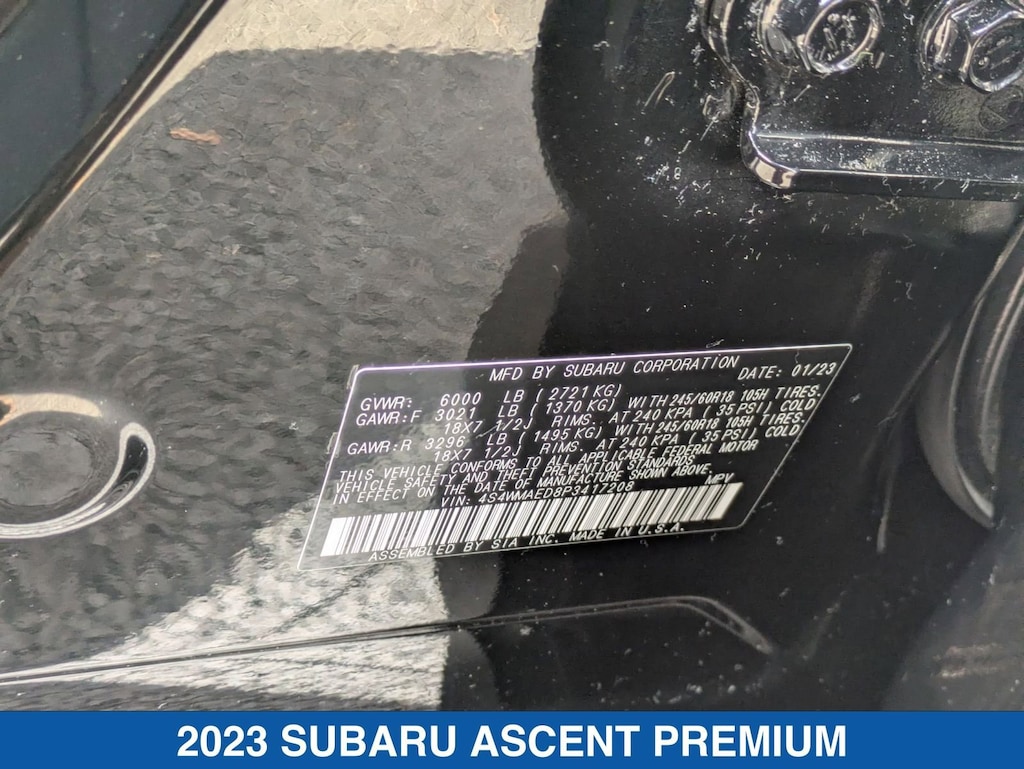 MFD BY SUBARU CORPORATION DATE: 01/23
GVWR: 6000 LB ( 2721 KG)
GAWR:F 3021 LB ( 1370 KG) WITH 245/60R18 105H TIRES.
18X7 1/2J RIMS. AT 240 KPA ( 35 PSI) COLD
GAWR:R 3296 LB ( 1495 KG) WITH 245/60R18 105H TIRES.
18X7 1/2J RIMS. AT 240 KPA ( 35 PSI) COLD
THIS VEHICLE CONFORMS TO ALL APPLICABLE FEDERAL MOTOR
VEHICLE SAFETY AND THEFT PREVENTION STANDARDS
IN EFFECT ON THE DATE OF MANUFACTURE SHOWN ABOVE.
VIN: 4S4WMAED8P3417208 MPV
ASSEMBLED BY SIA INC. MADE IN U.S.A.
2023 SUBARU ASCENT PREMIUM